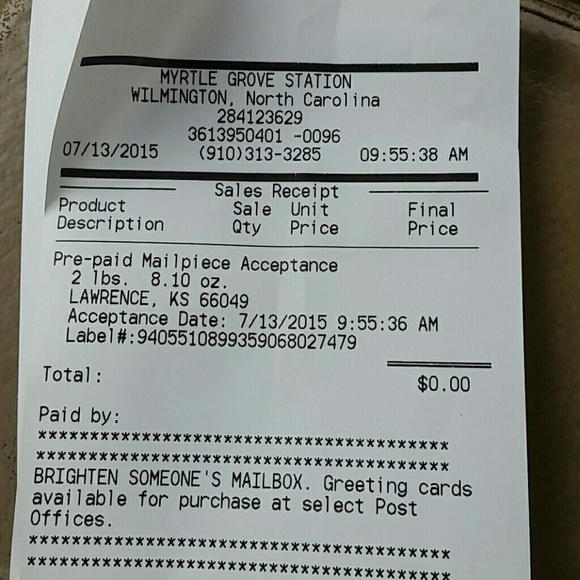 MYRTLE GROVE STATION
WILMINGTON, North Carolina
284123629
3613950401 -0096
07/13/2015 (910)313-3285 09:55:38 AM
Sales Receipt
Product Sale Unit Final
Description Qty Price Price
Pre-paid Mailpiece Acceptance
2 lbs. 8.10 oz.
LAWRENCE, KS 66049
Acceptance Date: 7/13/2015 9:55:36 AM
Label#:9405510899359068027479
Total: $0.00
Paid by:
****************************************
****************************************
BRIGHTEN SOMEONE'S MAILBOX. Greeting cards
available for purchase at select Post
Offices.
****************************************
****************************************